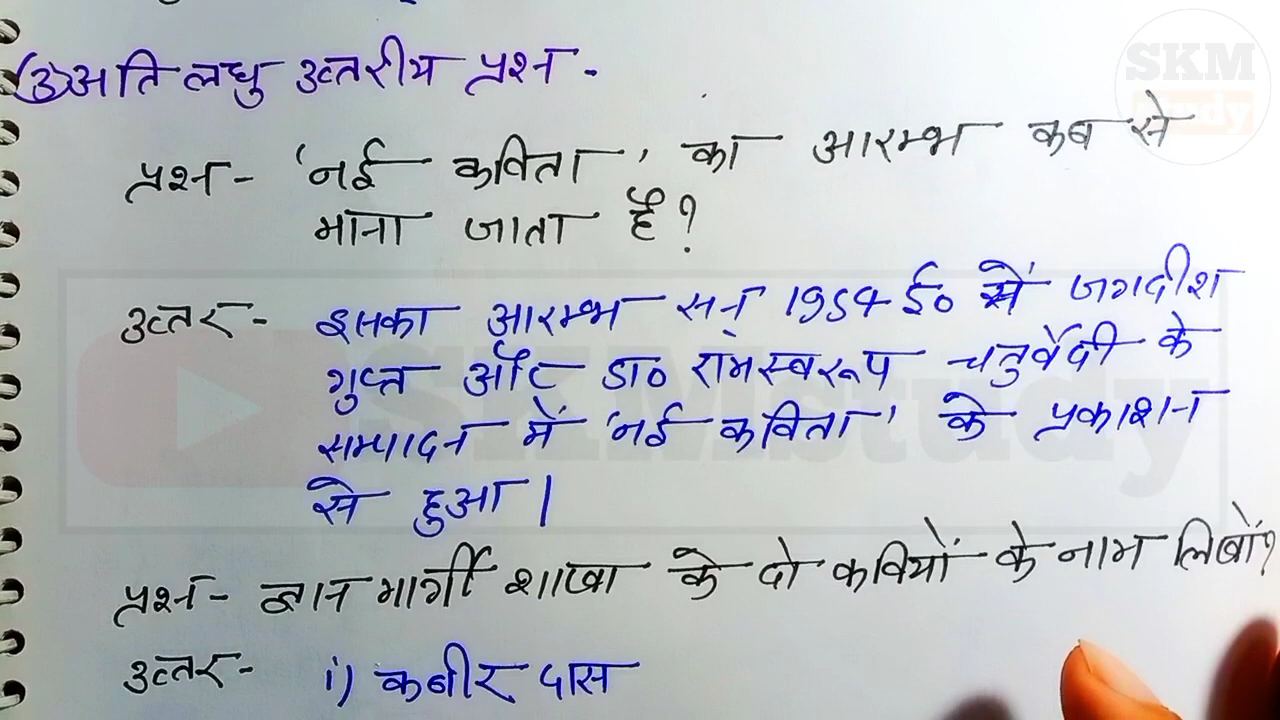 SKM
study
(3) अति लघु उत्तरीय प्रश्न -
प्रश्न - 'नई कविता' का आरम्भ कब से
माना जाता है?
उत्तर - इसका आरम्भ सन् 1954 ई० में जगदीश
गुप्त और डा० रामस्वरूप चतुर्वेदी के
सम्पादन में 'नई कविता' के प्रकाशन
से हुआ।
SKMstudy
प्रश्न - ज्ञान मार्गी शाखा के दो कवियों के नाम लिखों?
उत्तर - i) कबीर दास